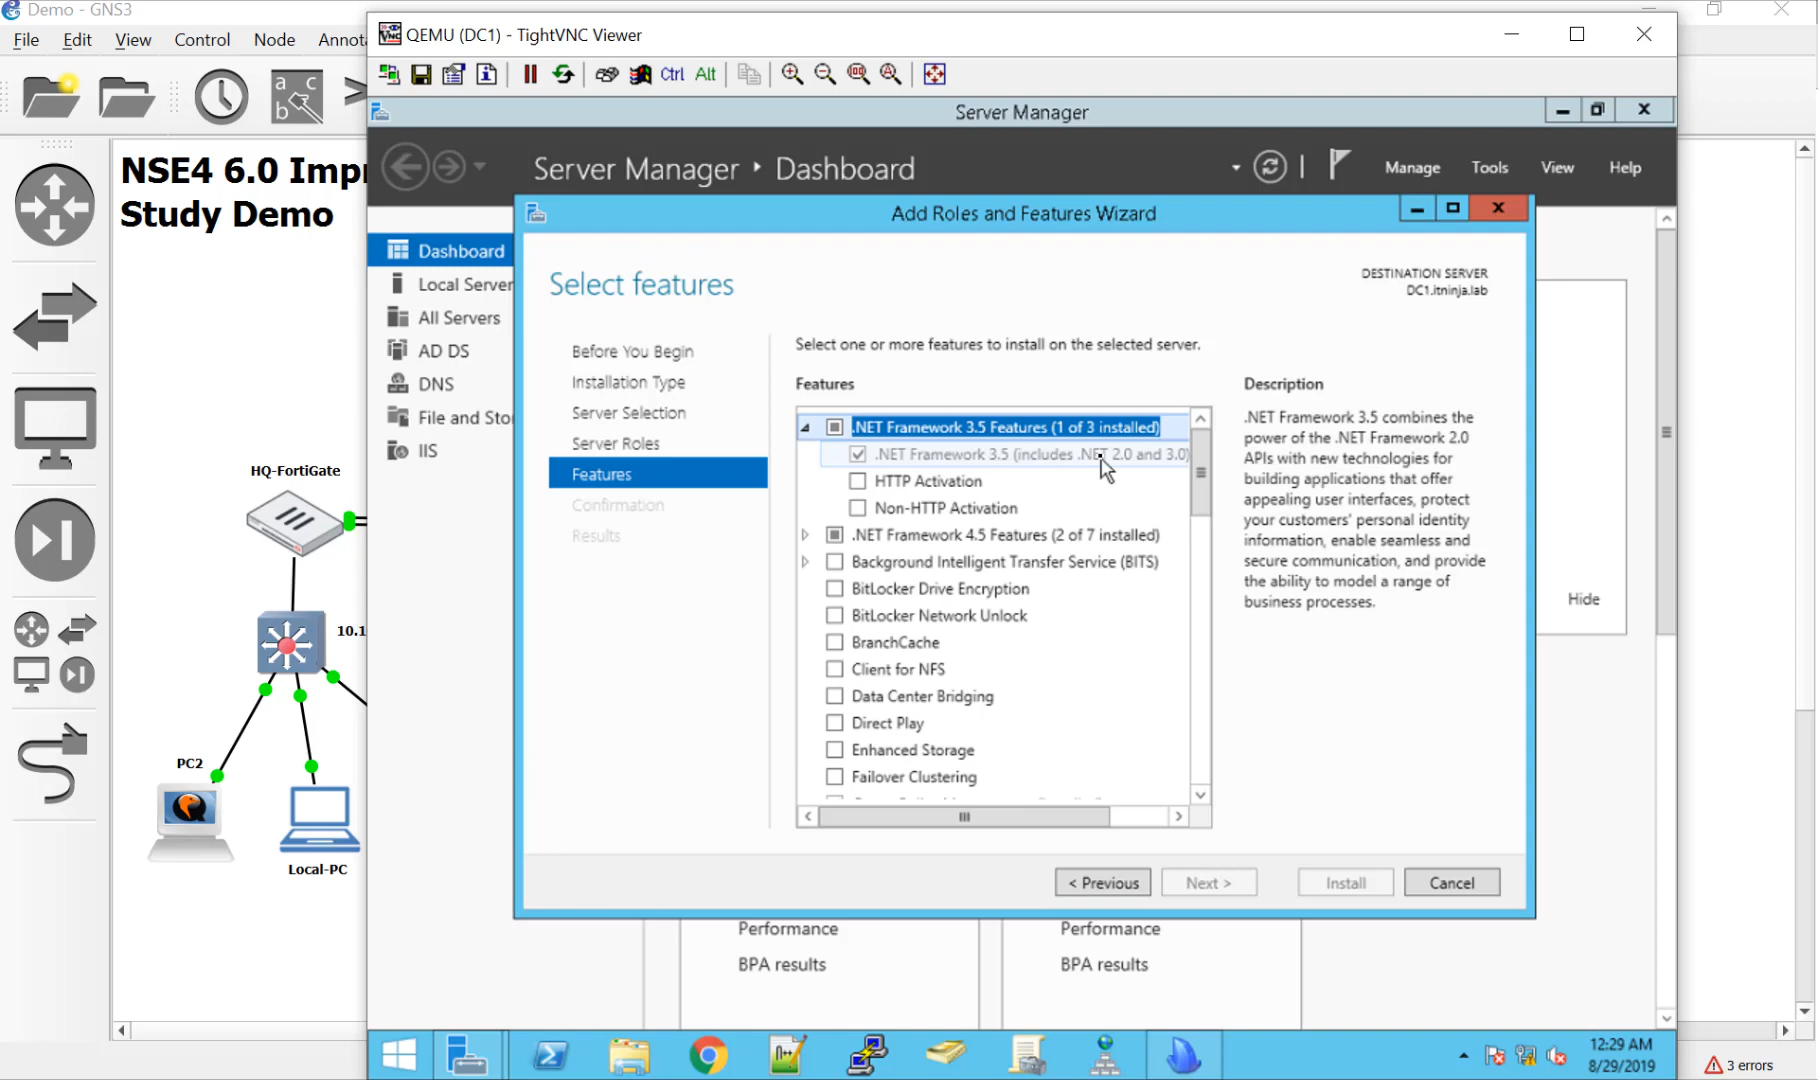 Demo - GNS3
File Edit View Control Node Annota
NSE4 6.0 Impr
Study Demo
HQ-FortiGate
10.1
PC2
Local-PC
QEMU (DC1) - TightVNC Viewer
Ctrl Alt
Server Manager
Server Manager ‣ Dashboard
Manage Tools View Help
Dashboard
Local Server
All Servers
AD DS
DNS
File and Sto
IIS
Add Roles and Features Wizard
Select features
DESTINATION SERVER
DC1.itninja.lab
Before You Begin
Installation Type
Server Selection
Server Roles
Features
Confirmation
Results
Select one or more features to install on the selected server.
Features
.NET Framework 3.5 Features (1 of 3 installed)
.NET Framework 3.5 (includes .NET 2.0 and 3.0)
HTTP Activation
Non-HTTP Activation
.NET Framework 4.5 Features (2 of 7 installed)
Background Intelligent Transfer Service (BITS)
BitLocker Drive Encryption
BitLocker Network Unlock
BranchCache
Client for NFS
Data Center Bridging
Direct Play
Enhanced Storage
Failover Clustering
Description
.NET Framework 3.5 combines the
power of the .NET Framework 2.0
APIs with new technologies for
building applications that offer
appealing user interfaces, protect
your customers' personal identity
information, enable seamless and
secure communication, and provide
the ability to model a range of
business processes.
< Previous Next > Install Cancel
Hide
Performance
BPA results
Performance
BPA results
12:29 AM
8/29/2019
3 errors